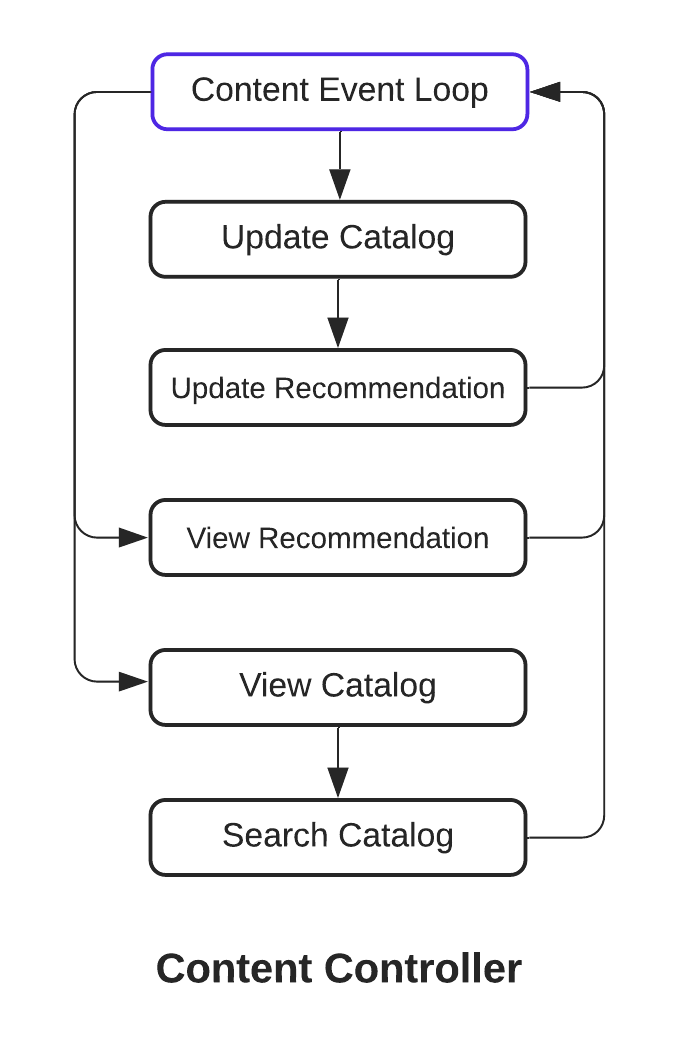 Content Event Loop
Update Catalog
Update Recommendation
View Recommendation
View Catalog
Search Catalog
Content Controller